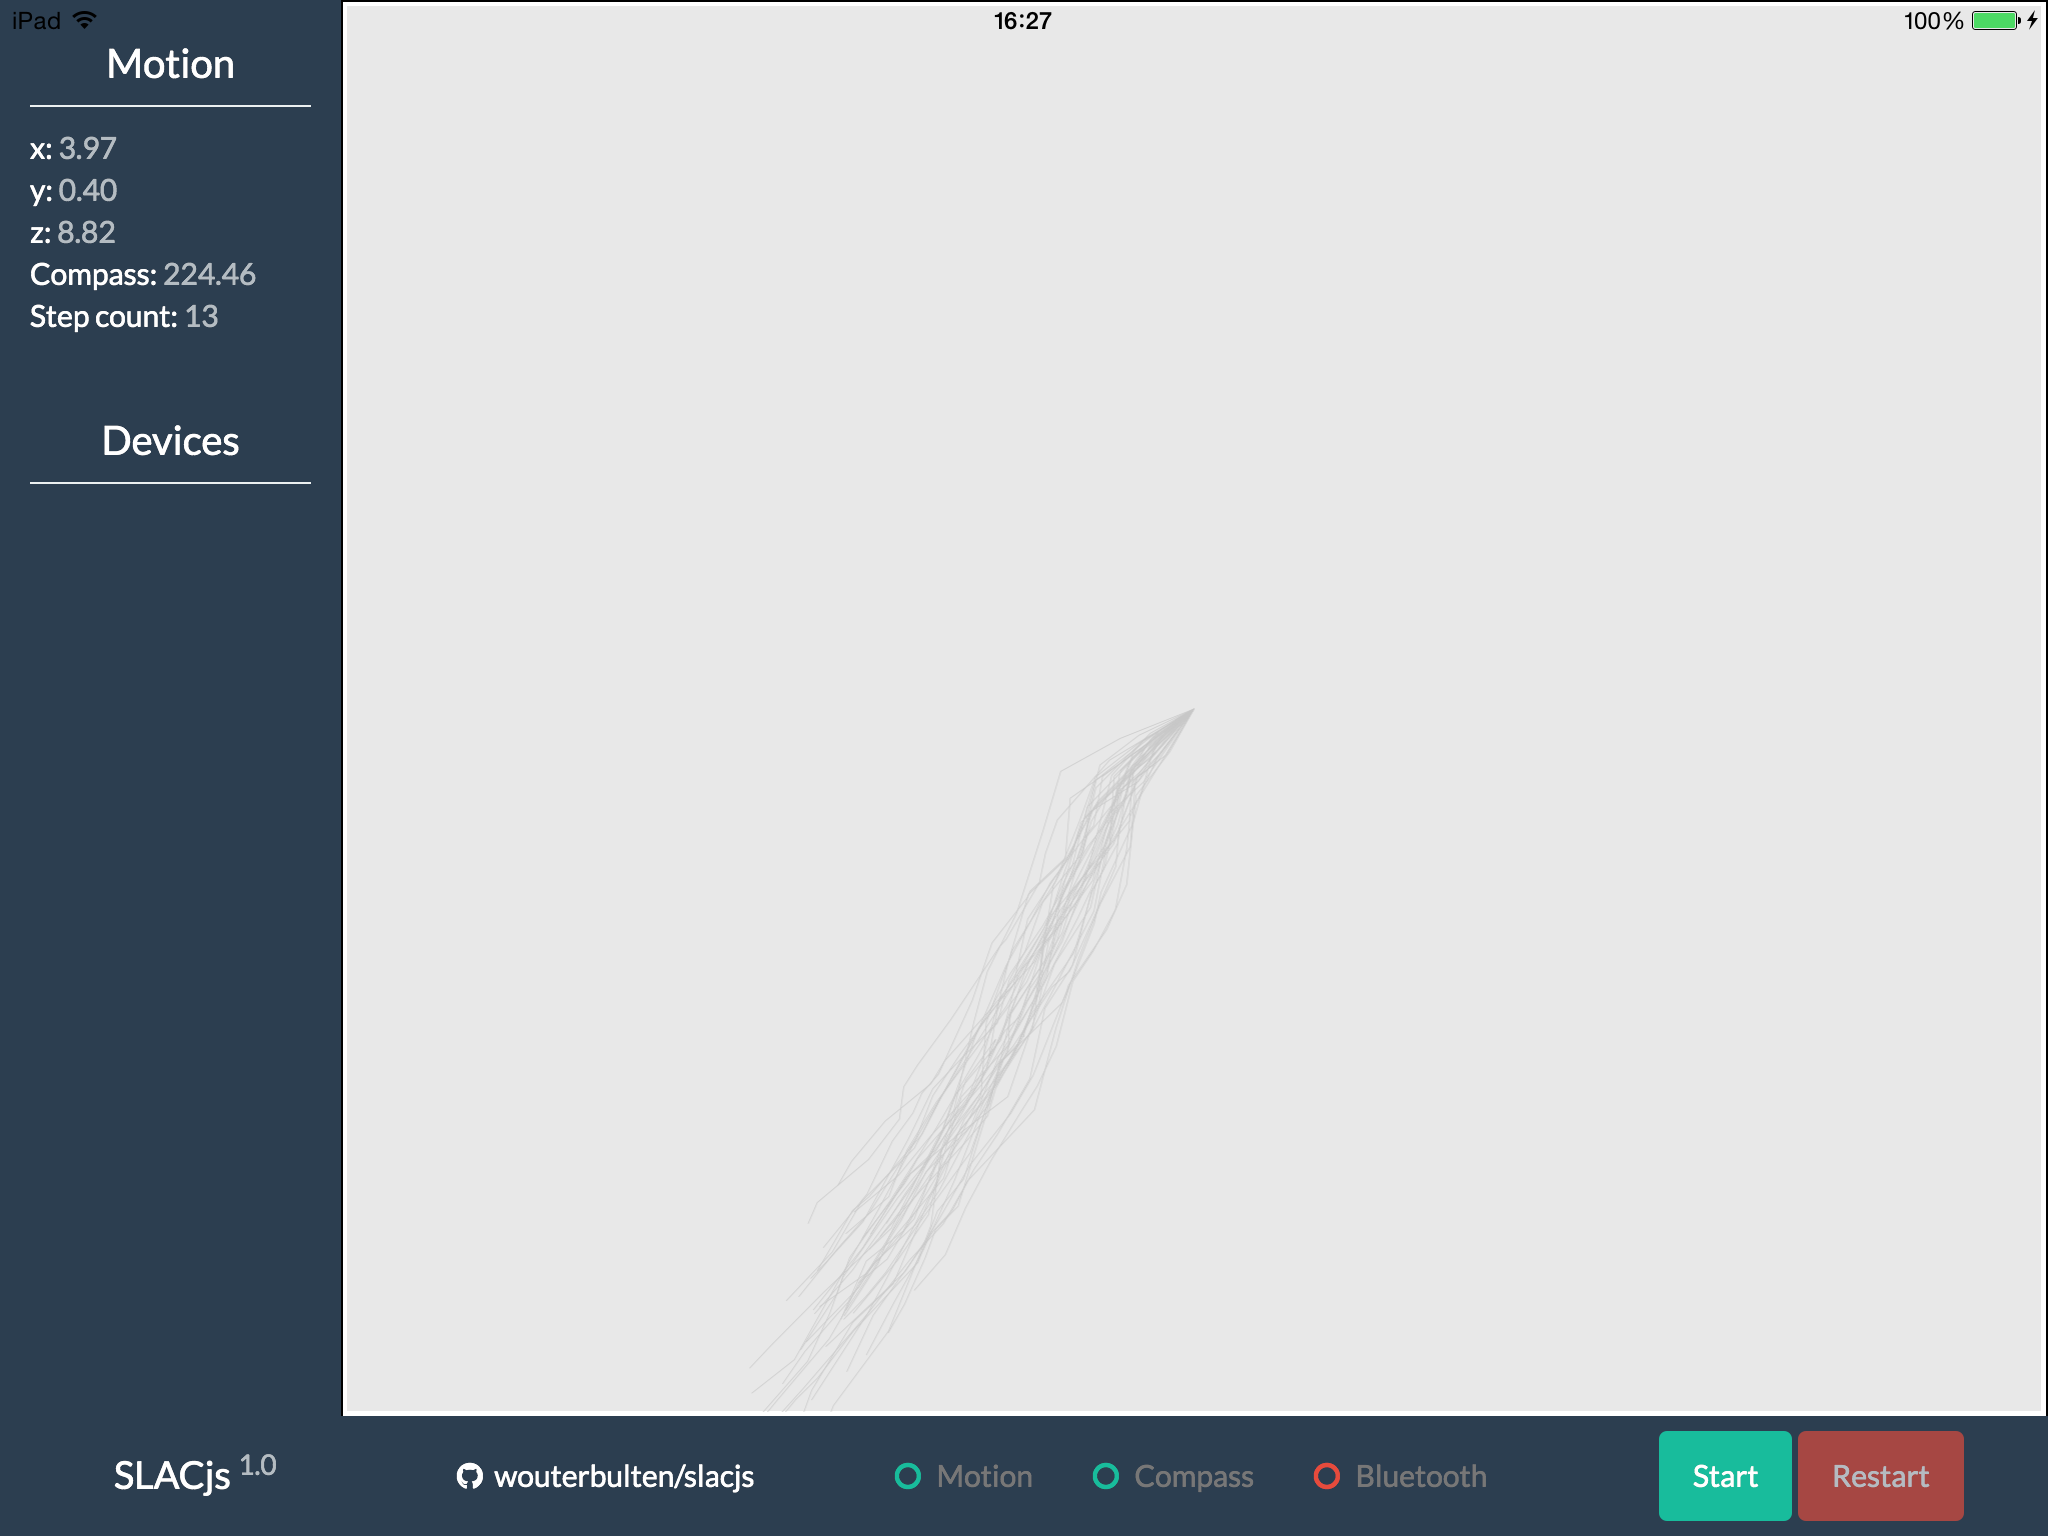 iPad 16:27 100%
Motion
x: 3.97
y: 0.40
z: 8.82
Compass: 224.46
Step count: 13
Devices
SLACjs 1.0 wouterbulten/slacjs Motion Compass Bluetooth Start Restart